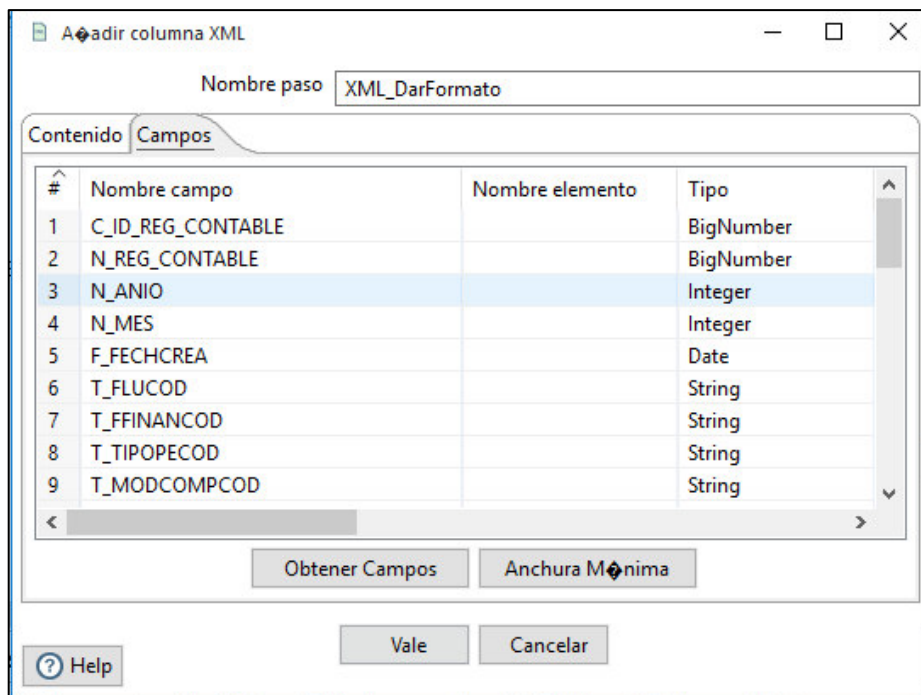 A�adir columna XML
Nombre paso XML_DarFormato
Contenido Campos
# Nombre campo Nombre elemento Tipo
1 C_ID_REG_CONTABLE BigNumber
2 N_REG_CONTABLE BigNumber
3 N_ANIO Integer
4 N_MES Integer
5 F_FECHCREA Date
6 T_FLUCOD String
7 T_FFINANCOD String
8 T_TIPOPECOD String
9 T_MODCOMPCOD String
Obtener Campos Anchura M�nima
Vale Cancelar
? Help